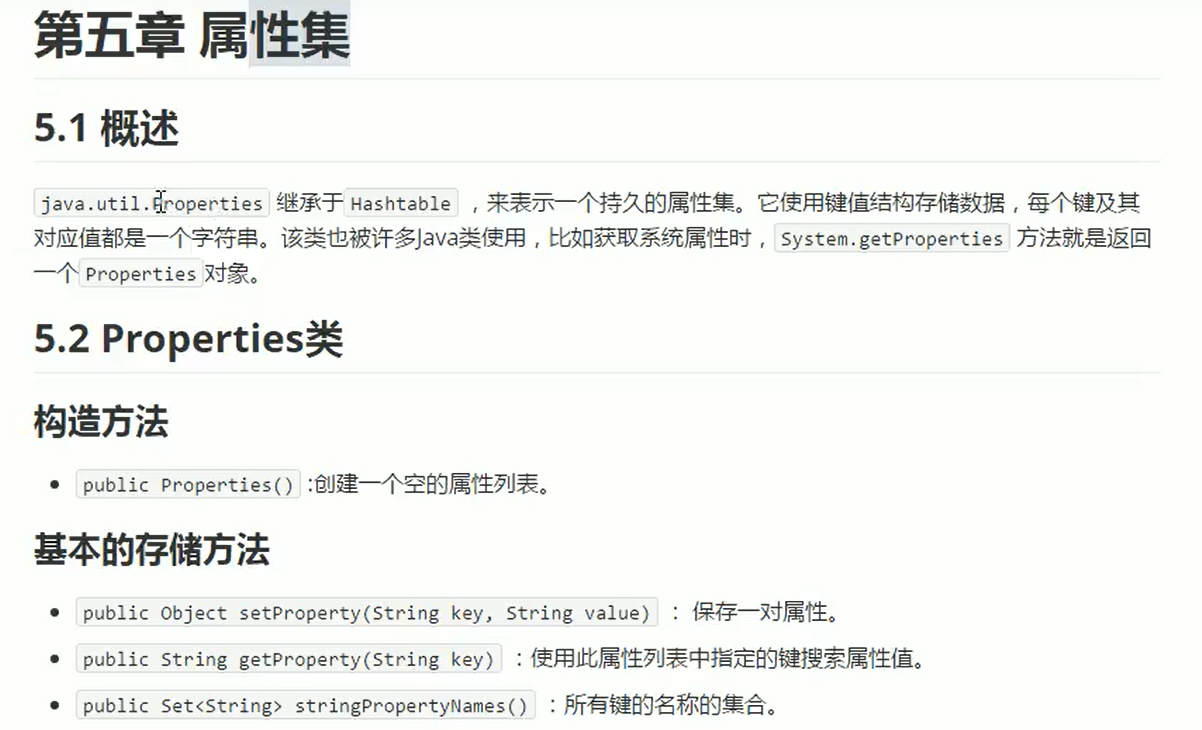 第五章 属性集
5.1 概述
java.util.Properties 继承于 Hashtable ，来表示一个持久的属性集。它使用键值结构存储数据，每个键及其
对应值都是一个字符串。该类也被许多Java类使用，比如获取系统属性时， System.getProperties 方法就是返回
一个 Properties 对象。
5.2 Properties类
构造方法
• public Properties() :创建一个空的属性列表。
基本的存储方法
• public Object setProperty(String key, String value) ： 保存一对属性。
• public String getProperty(String key) ：使用此属性列表中指定的键搜索属性值。
• public Set<String> stringPropertyNames() ：所有键的名称的集合。